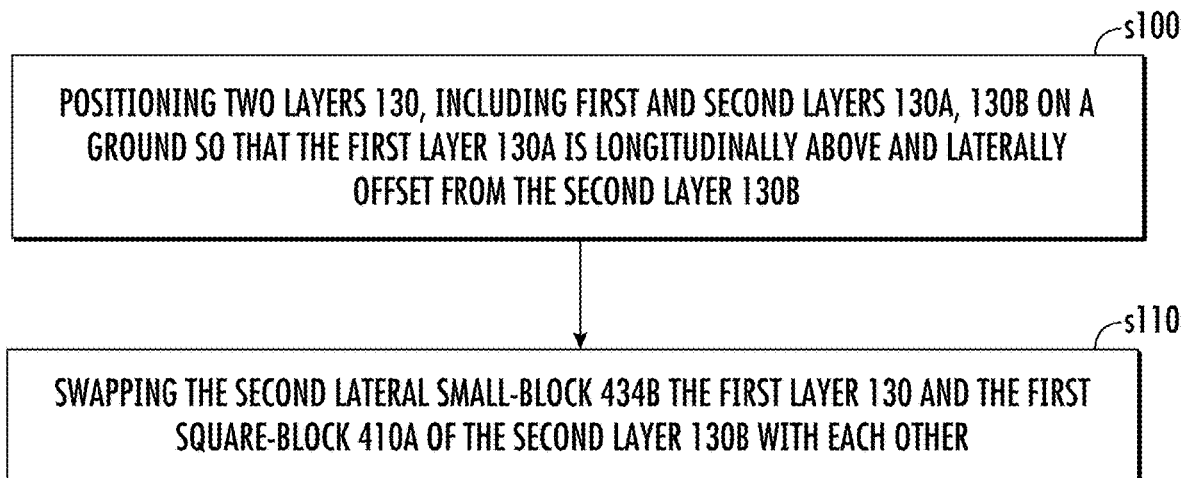 s100
POSITIONING TWO LAYERS 130, INCLUDING FIRST AND SECOND LAYERS 130A, 130B ON A
GROUND SO THAT THE FIRST LAYER 130A IS LONGITUDINALLY ABOVE AND LATERALLY
OFFSET FROM THE SECOND LAYER 130B
s110
SWAPPING THE SECOND LATERAL SMALL-BLOCK 434B THE FIRST LAYER 130 AND THE FIRST
SQUARE-BLOCK 410A OF THE SECOND LAYER 130B WITH EACH OTHER